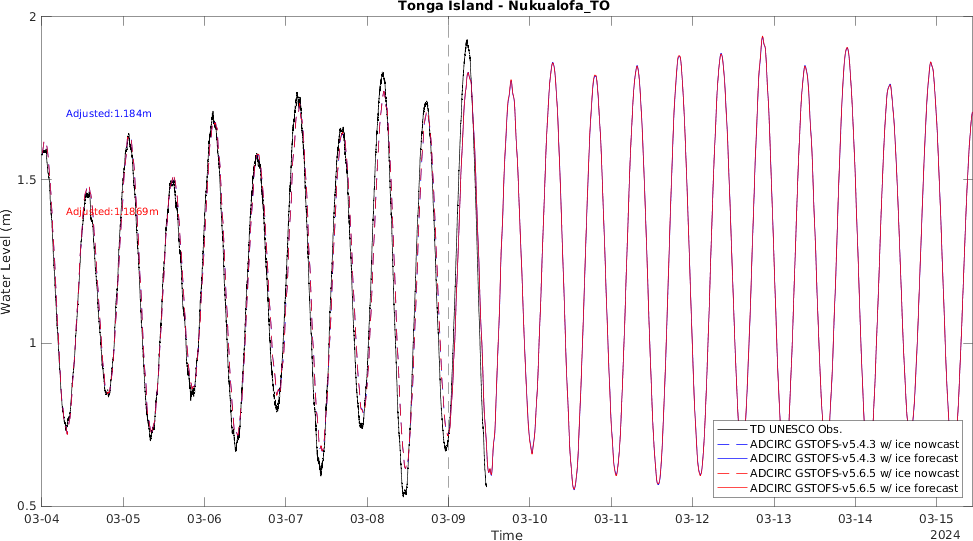 Tonga Island - Nukualofa_TO
2
1.5
1
0.5
Water Level (m)
Adjusted:1.184m
Adjusted:1.1869m
TD UNESCO Obs.
ADCIRC GSTOFS-v5.4.3 w/ ice nowcast
ADCIRC GSTOFS-v5.4.3 w/ ice forecast
ADCIRC GSTOFS-v5.6.5 w/ ice nowcast
ADCIRC GSTOFS-v5.6.5 w/ ice forecast
03-04 03-05 03-06 03-07 03-08 03-09 03-10 03-11 03-12 03-13 03-14 03-15
Time
2024